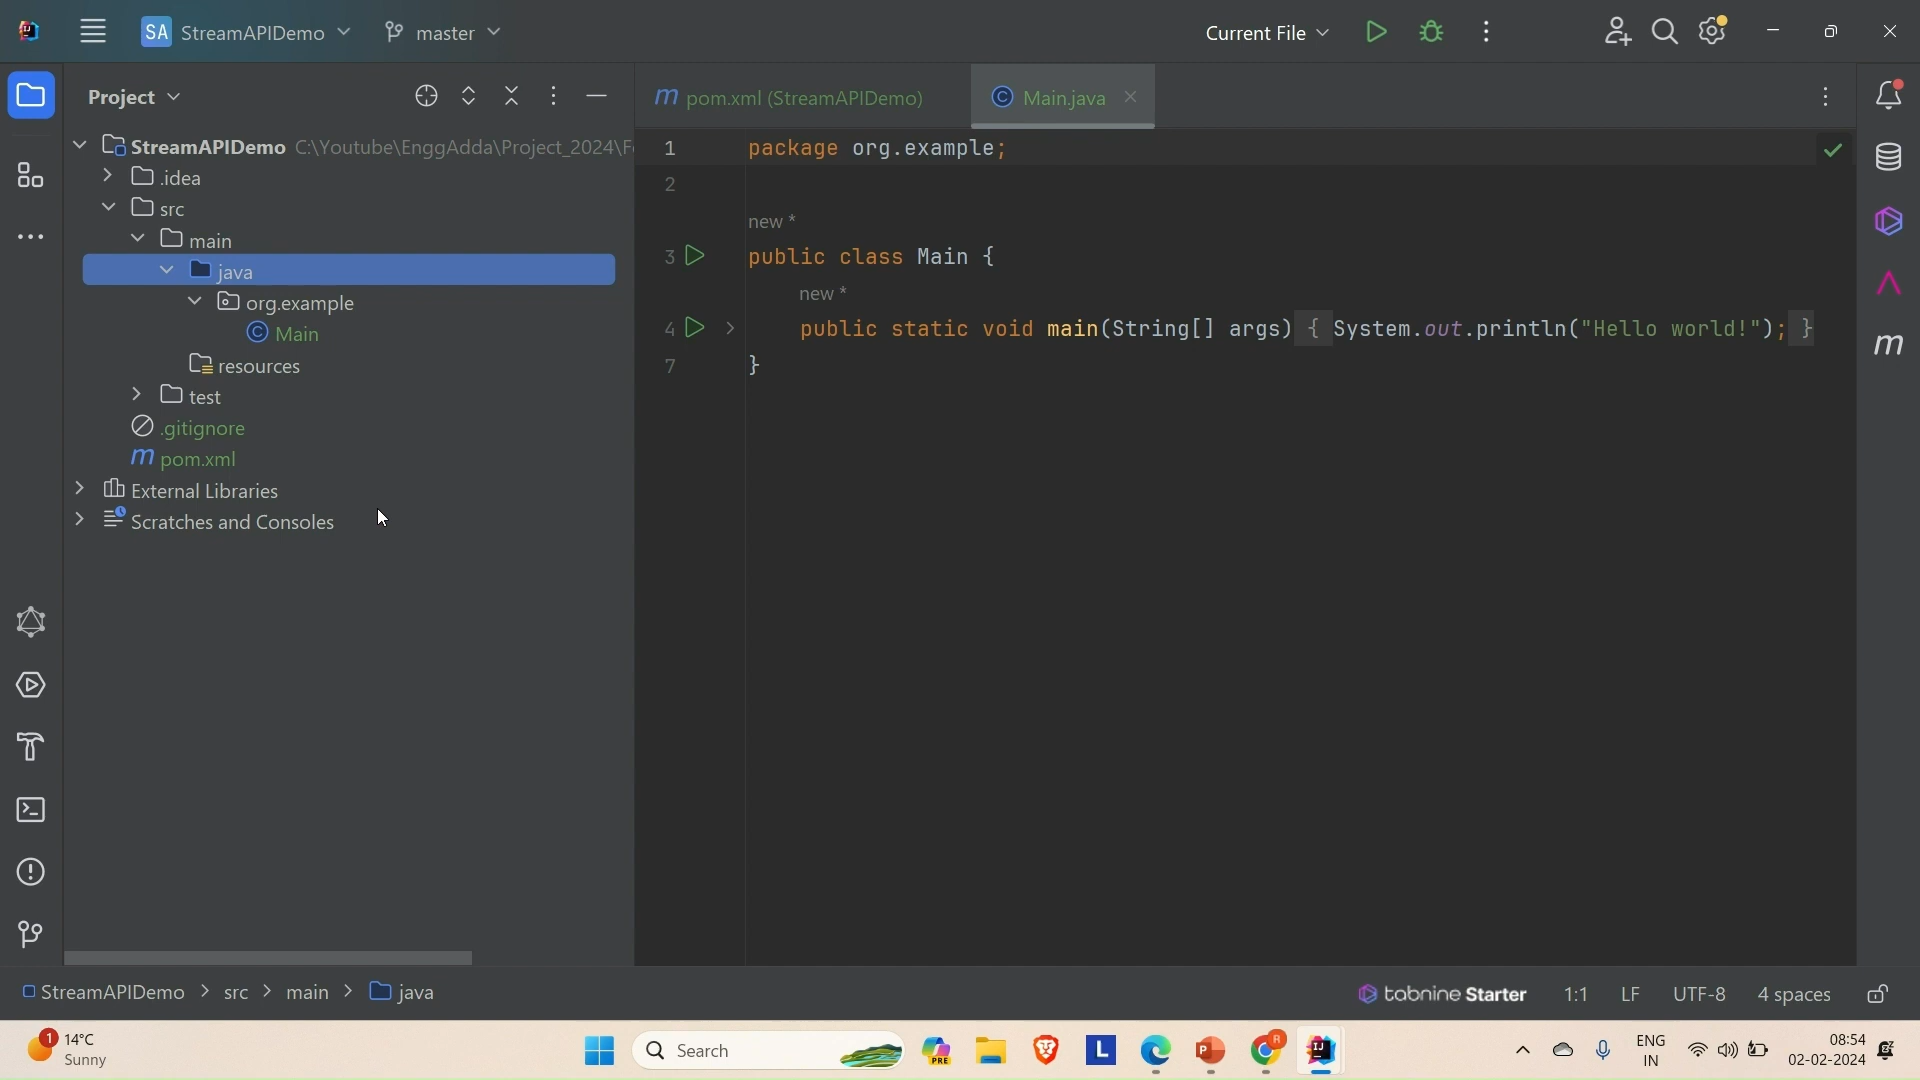 SA StreamAPIDemo master Current File
Project
pom.xml (StreamAPIDemo) Main.java
StreamAPIDemo C:\Youtube\EnggAdda\Project_2024\F
.idea
src
main
java
org.example
Main
resources
test
.gitignore
m pom.xml
External Libraries
Scratches and Consoles
1 package org.example;
2
new *
3 public class Main {
new *
4 public static void main(String[] args) { System.out.println("Hello world!"); }
7 }
StreamAPIDemo > src > main > java
tabnine Starter 1:1 LF UTF-8 4 spaces
1 14°C
Sunny
Search
PRE
L
P
R
IJ
ENG
IN
08:54
02-02-2024